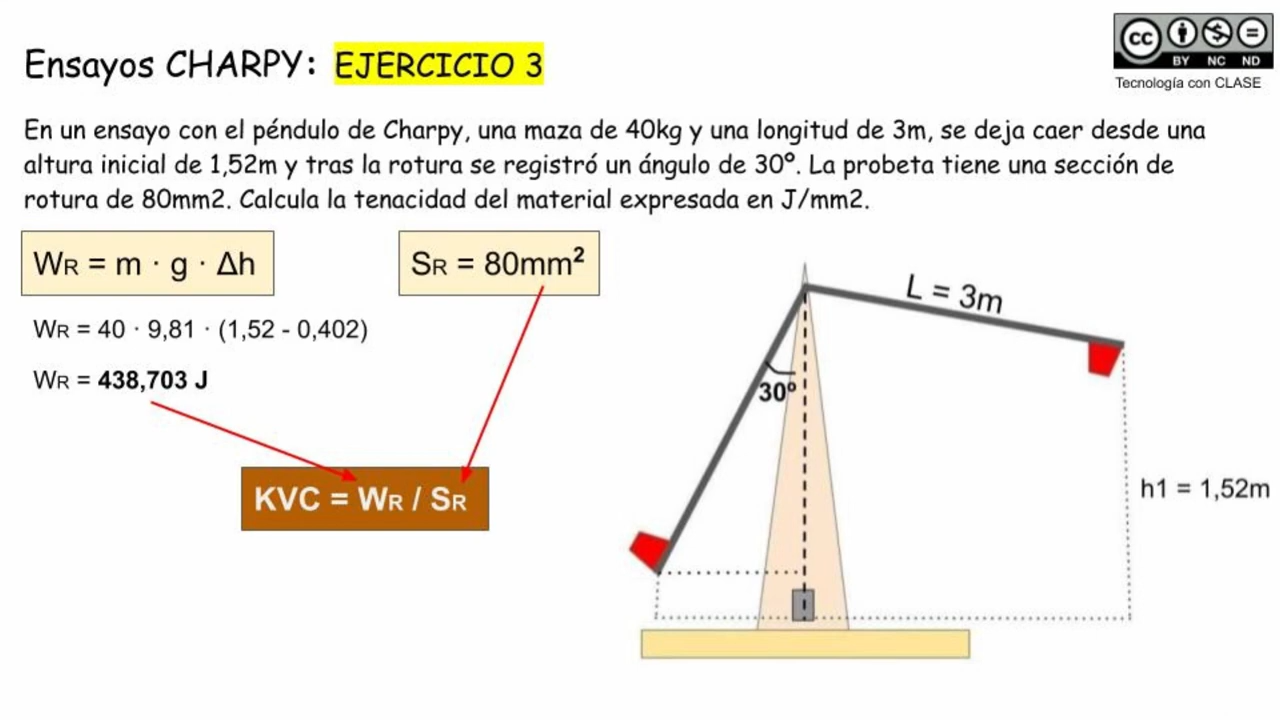 Ensayos CHARPY: EJERCICIO 3
cc
BY NC ND
Tecnología con CLASE
En un ensayo con el péndulo de Charpy, una maza de 40kg y una longitud de 3m, se deja caer desde una
altura inicial de 1,52m y tras la rotura se registró un ángulo de 30º. La probeta tiene una sección de
rotura de 80mm2. Calcula la tenacidad del material expresada en J/mm2.
WR = m · g · Δh
SR = 80mm²
WR = 40 · 9,81 · (1,52 - 0,402)
WR = 438,703 J
KVC = WR / SR
L = 3m
30º
h1 = 1,52m